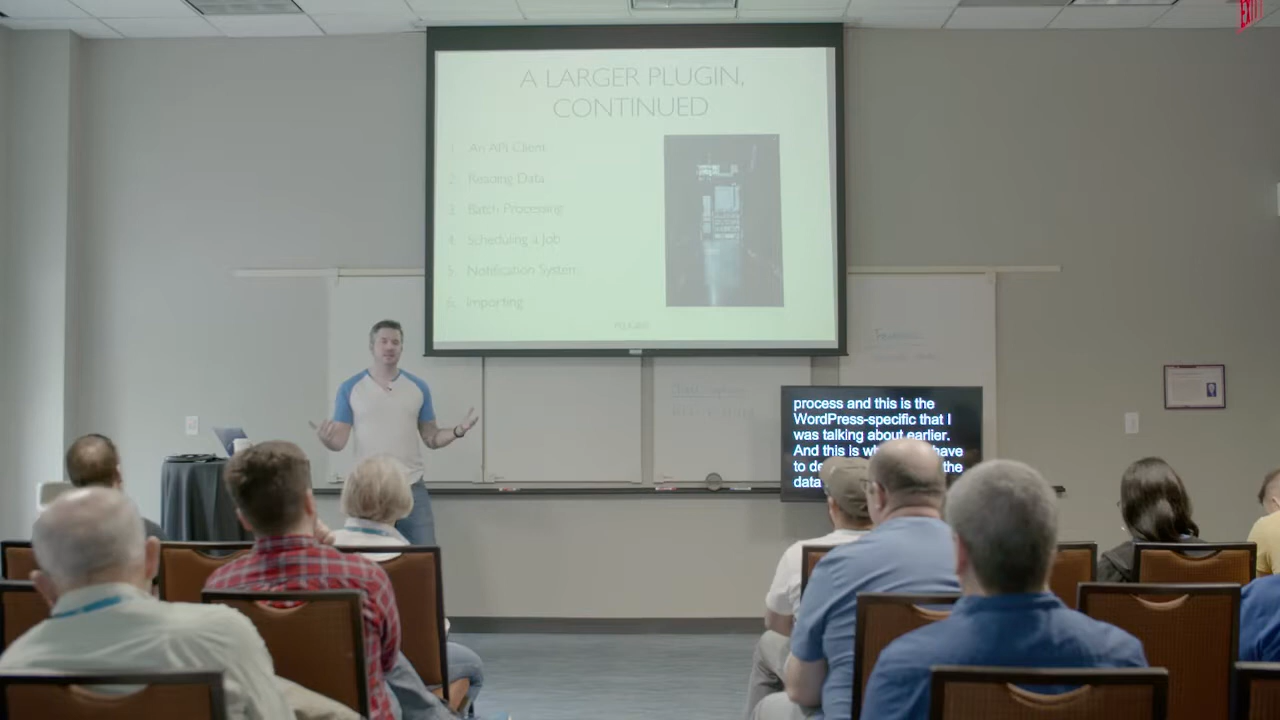 EXIT
A LARGER PLUGIN,
CONTINUED
1. An API Client
2. Reading Data
3. Batch Processing
4. Scheduling a Job
5. Notification System
6. Importing
process and this is the
WordPress-specific that I
was talking about earlier.
And this is have
to the
data